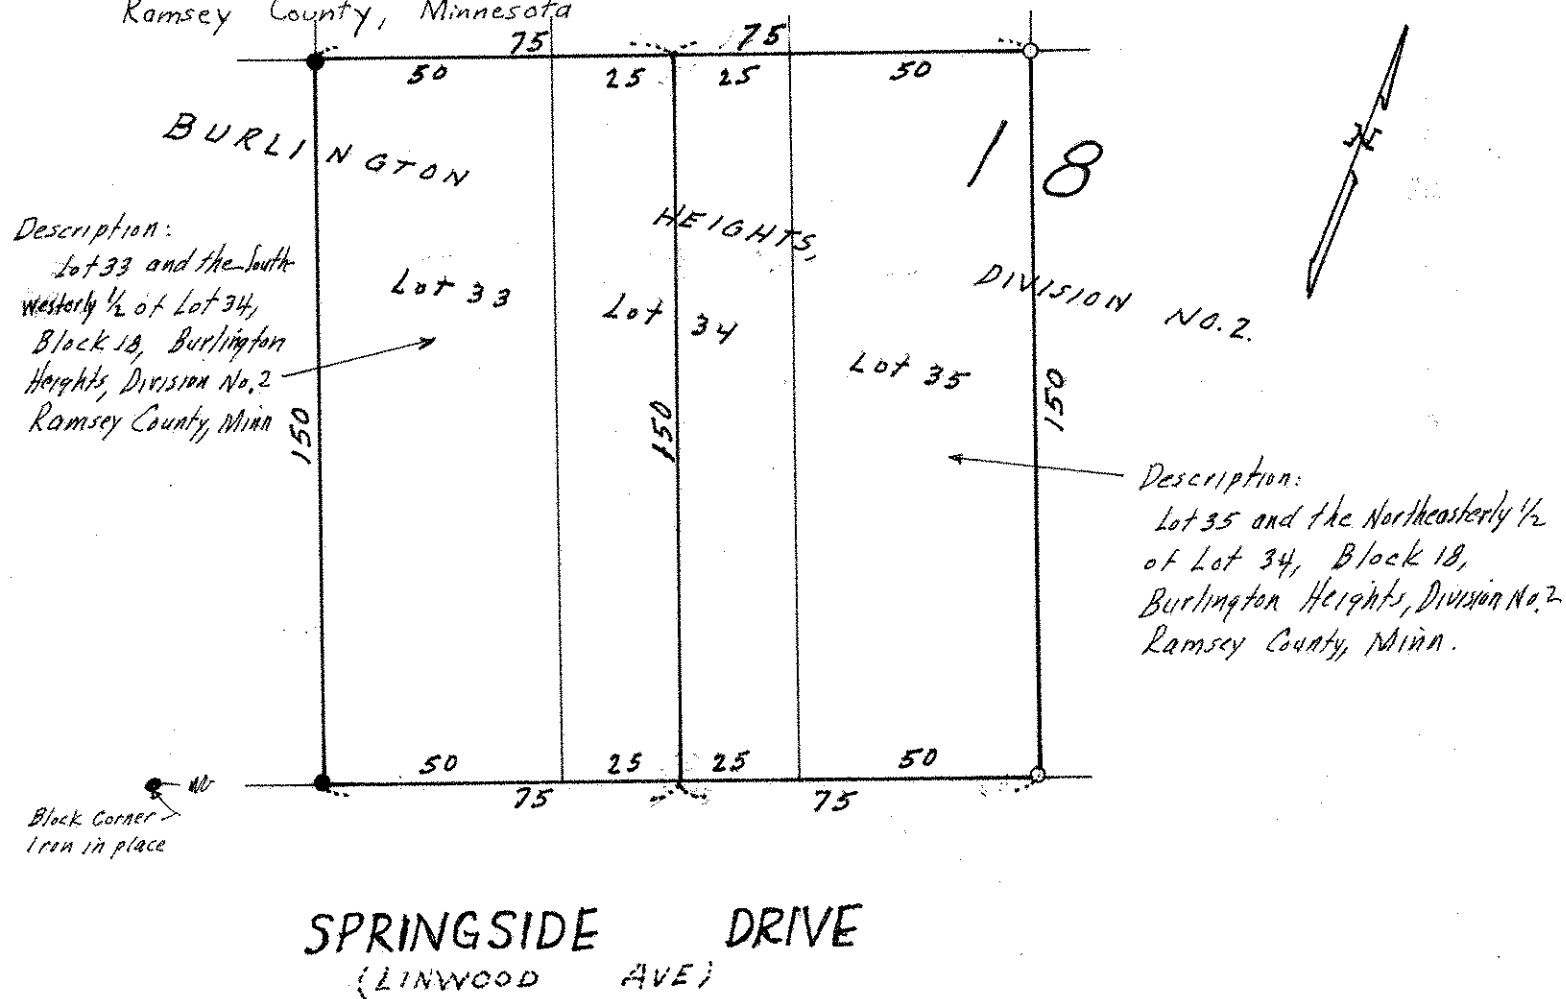 Ramsey County, Minnesota
75 75
50 25 25 50
BURLINGTON HEIGHTS, DIVISION NO. 2.
18
Description:
Lot 33 and the South
westerly 1/2 of Lot 34,
Block 18, Burlington
Heights, Division No. 2
Ramsey County, Minn
Lot 33
Lot 34
Lot 35
N
150
150
150
Description:
Lot 35 and the Northeasterly 1/2
of Lot 34, Block 18,
Burlington Heights, Division No. 2
Ramsey County, Minn.
50 25 25 50
75 75
Block Corner
iron in place
SPRINGSIDE DRIVE
(LINWOOD AVE)